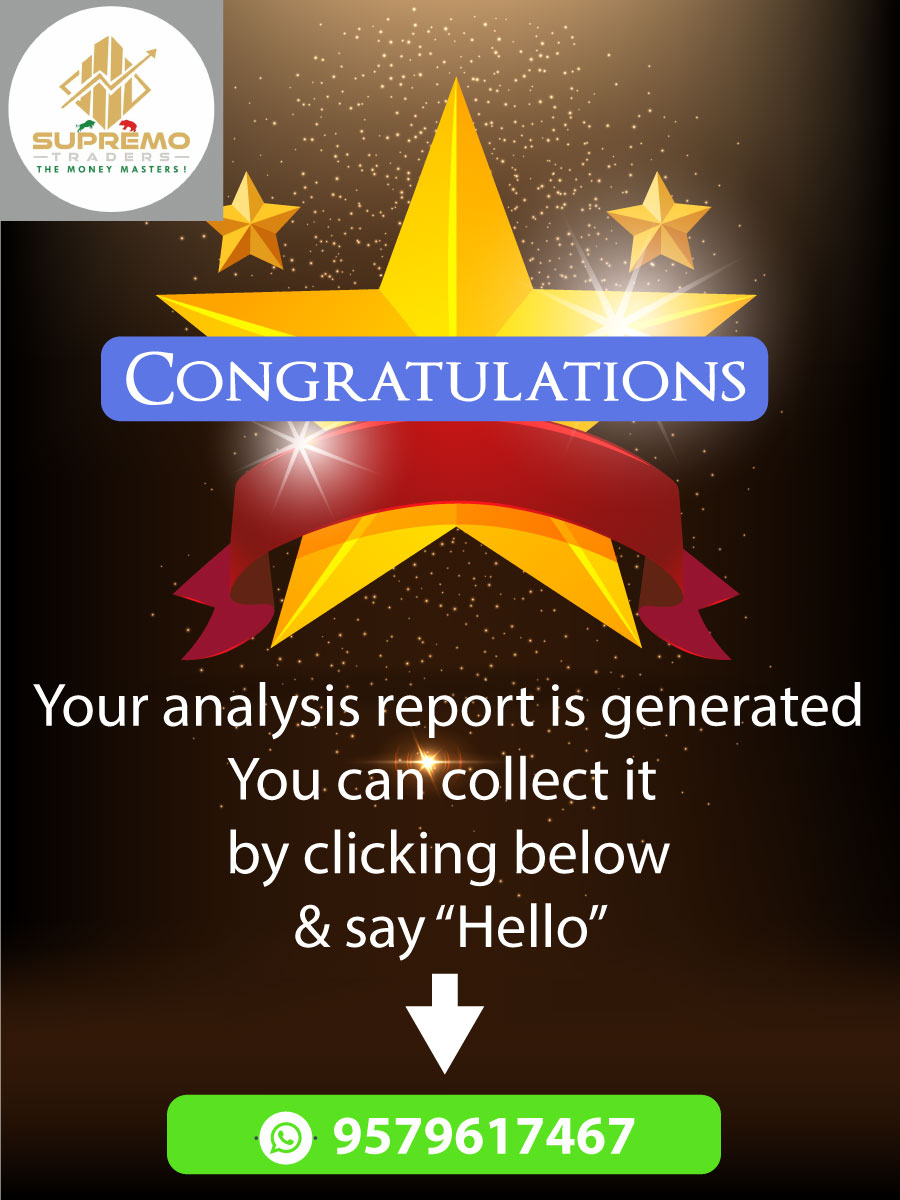 SUPREMO
TRADERS
THE MONEY MASTERS!
CONGRATULATIONS
Your analysis report is generated
You can collect it
by clicking below
& say “Hello”
9579617467